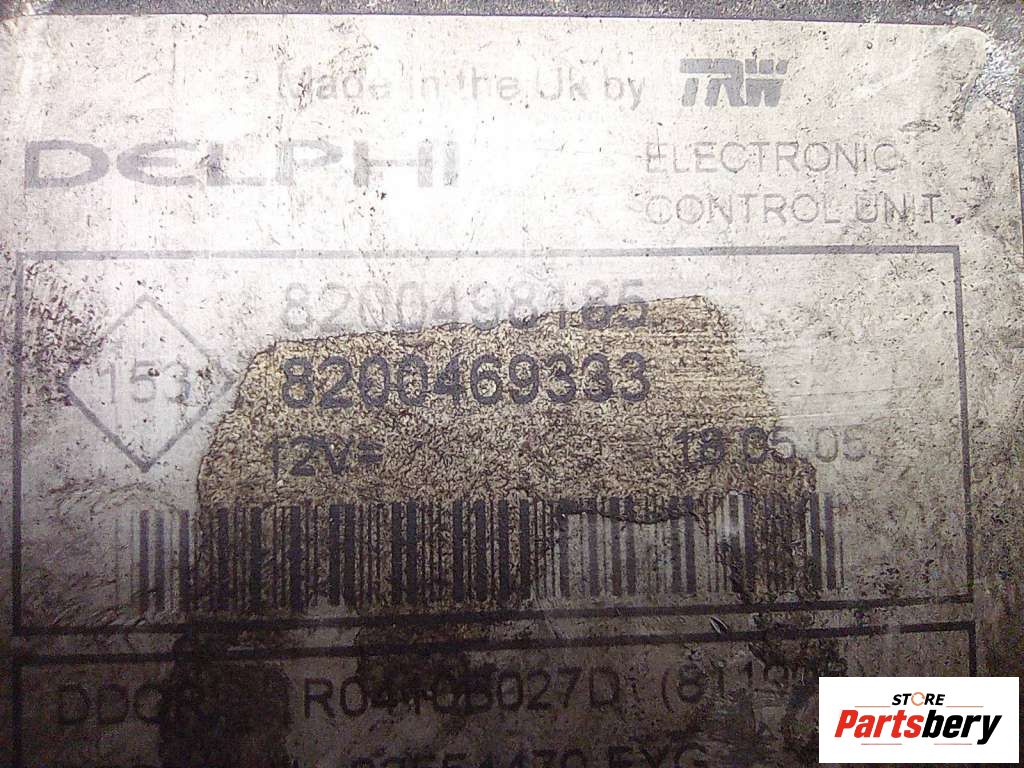 Made in the Uk by TRW
DELPHI
ELECTRONIC
CONTROL UNIT
8200498185
153
8200469333
12V=
18.05.05
R0410B027D
STORE
Partsbery